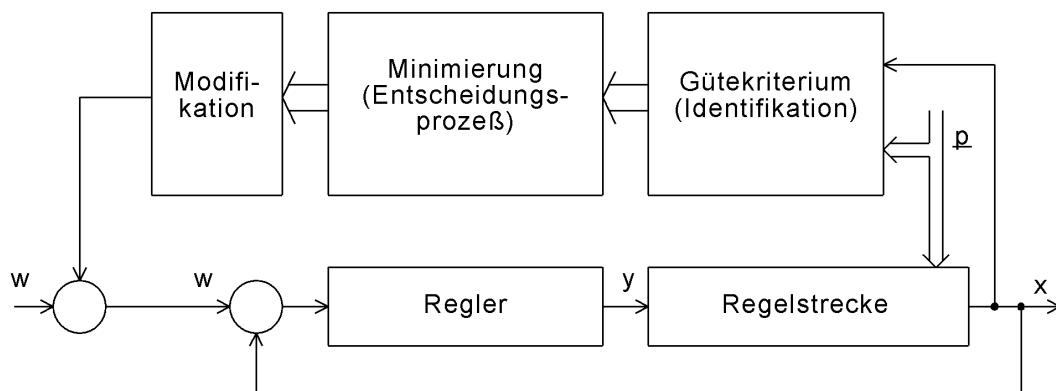 Modifi-
kation
Minimierung
(Entscheidungs-
prozeß)
Gütekriterium
(Identifikation)
p
w
w
Regler
y
Regelstrecke
x